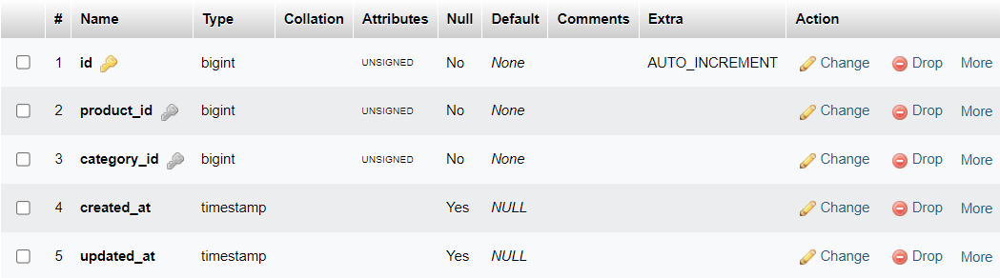 # Name Type Collation Attributes Null Default Comments Extra Action
1 id bigint UNSIGNED No None AUTO_INCREMENT Change Drop More
2 product_id bigint UNSIGNED No None Change Drop More
3 category_id bigint UNSIGNED No None Change Drop More
4 created_at timestamp Yes NULL Change Drop More
5 updated_at timestamp Yes NULL Change Drop More